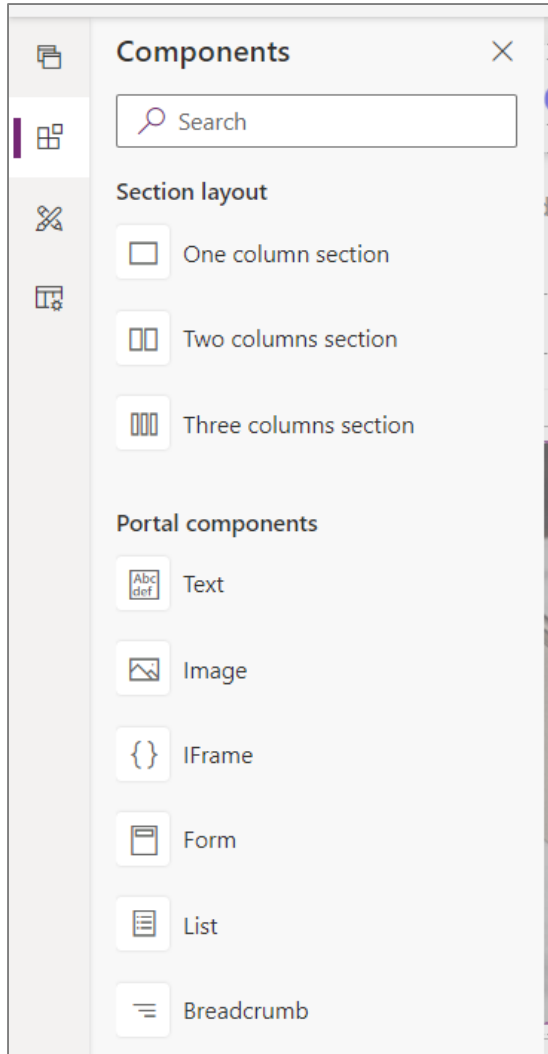 Components
Search
Section layout
One column section
Two columns section
Three columns section
Portal components
Abc
def
Text
Image
IFrame
Form
List
Breadcrumb